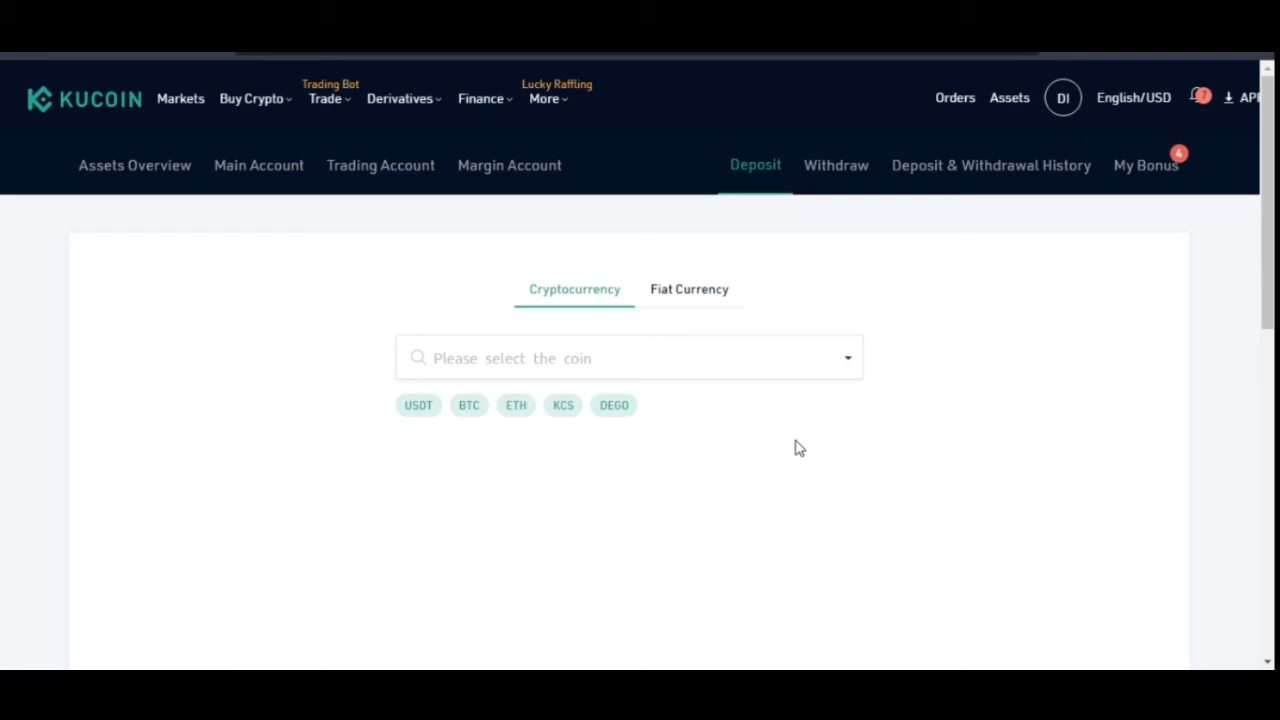 Trading Bot
Lucky Raffling
KUCOIN Markets Buy Crypto Trade Derivatives Finance More Orders Assets DI English/USD 7
Assets Overview Main Account Trading Account Margin Account Deposit Withdraw Deposit & Withdrawal History My Bonus 4
Cryptocurrency Fiat Currency
Please select the coin
USDT BTC ETH KCS DEGO